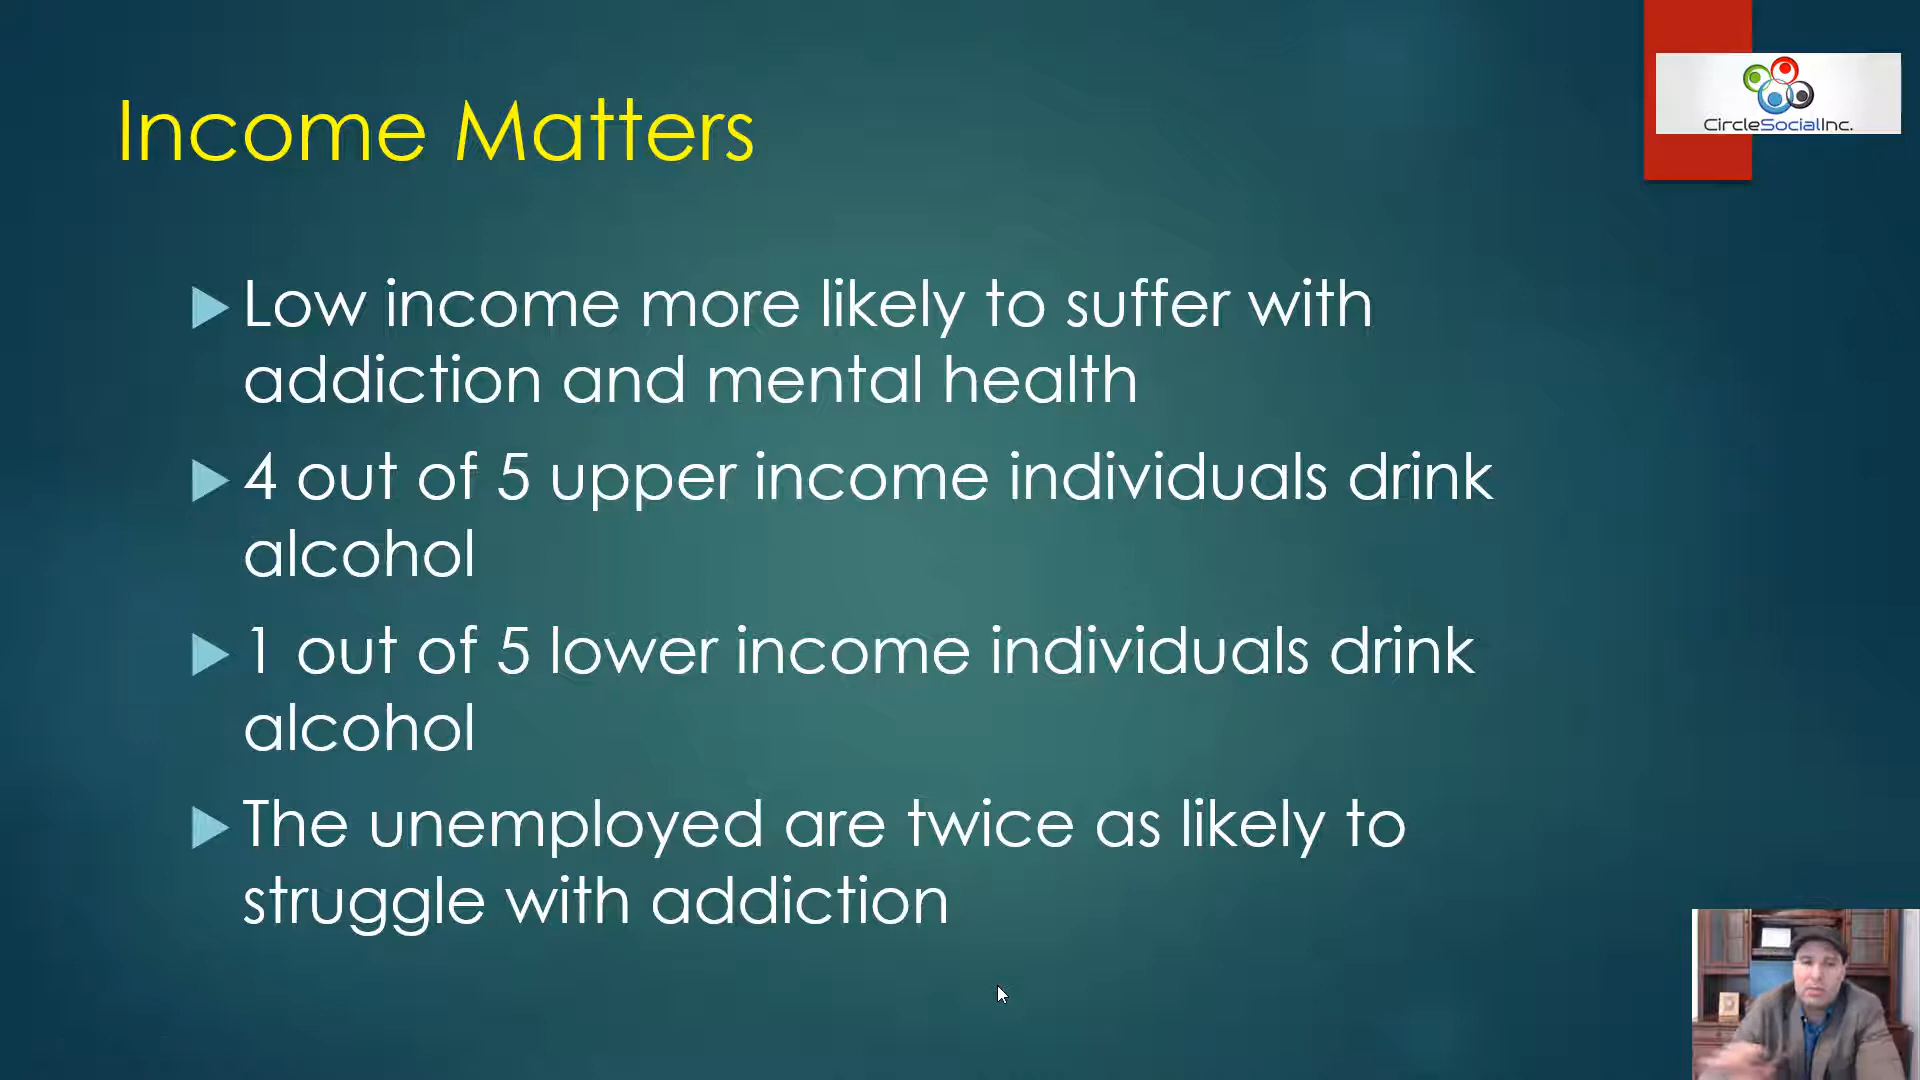 Income Matters
CircleSocialInc.
Low income more likely to suffer with
addiction and mental health
4 out of 5 upper income individuals drink
alcohol
1 out of 5 lower income individuals drink
alcohol
The unemployed are twice as likely to
struggle with addiction